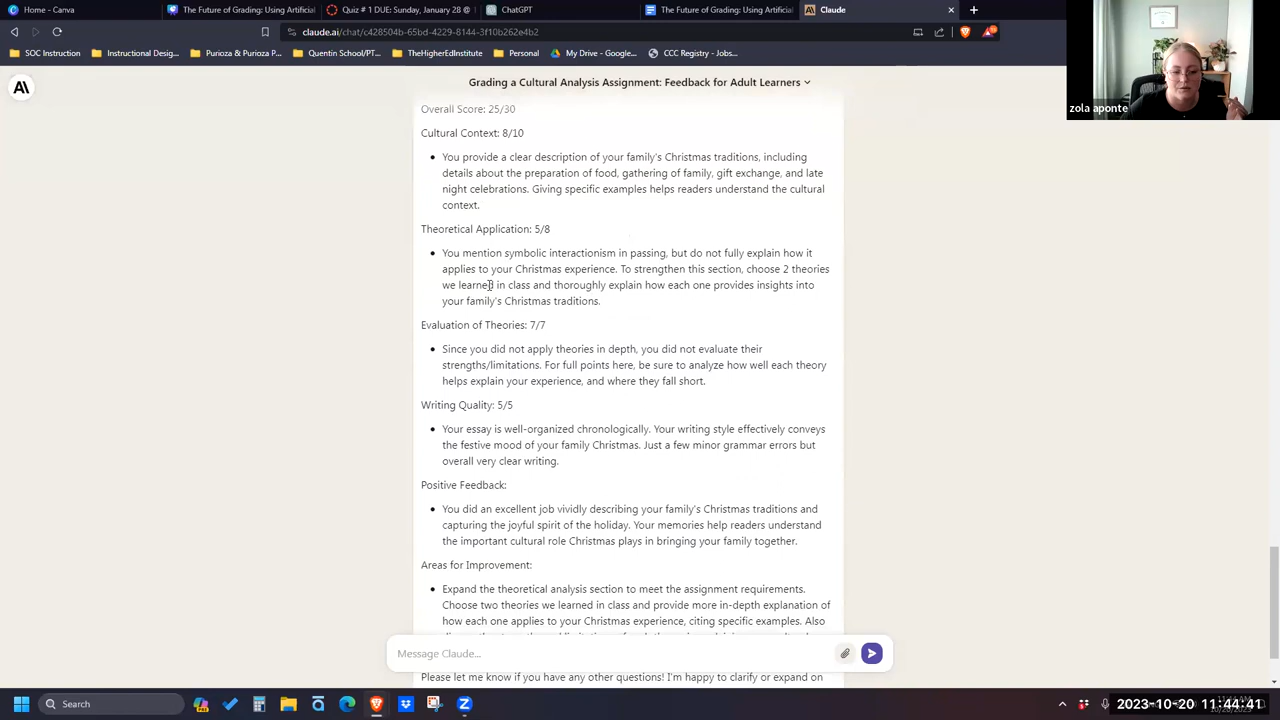 Home - Canva
The Future of Grading: Using Artificial
Quiz # 1 DUE: Sunday, January 28 @
ChatGPT
The Future of Grading: Using Artificial
Claude
claude.ai/chat/c428504b-65bd-4229-8144-3f10b262e4b2
SOC Instruction
Instructional Desig...
Purioza & Purioza P...
TheHigherEdInstitute
Personal
Quentin School/PT...
My Drive - Google...
CCC Registry - Jobs...
zola aponte
Grading a Cultural Analysis Assignment: Feedback for Adult Learners
Overall Score: 25/30
Cultural Context: 8/10
You provide a clear description of your family's Christmas traditions, including
details about the preparation of food, gathering of family, gift exchange, and late
night celebrations. Giving specific examples helps readers understand the cultural
context.
Theoretical Application: 5/8
You mention symbolic interactionism in passing, but do not fully explain how it
applies to your Christmas experience. To strengthen this section, choose 2 theories
we learned in class and thoroughly explain how each one provides insights into
your family's Christmas traditions.
Evaluation of Theories: 7/7
Since you did not apply theories in depth, you did not evaluate their
strengths/limitations. For full points here, be sure to analyze how well each theory
helps explain your experience, and where they fall short.
Writing Quality: 5/5
Your essay is well-organized chronologically. Your writing style effectively conveys
the festive mood of your family Christmas. Just a few minor grammar errors but
overall very clear writing.
Positive Feedback:
You did an excellent job vividly describing your family's Christmas traditions and
capturing the joyful spirit of the holiday. Your memories help readers understand
the important cultural role Christmas plays in bringing your family together.
Areas for Improvement:
Expand the theoretical analysis section to meet the assignment requirements.
Choose two theories we learned in class and provide more in-depth explanation of
how each one applies to your Christmas experience, citing specific examples. Also
Message Claude...
Please let me know if you have any other questions! I'm happy to clarify or expand on
Search
2023-10-20 11:44:41